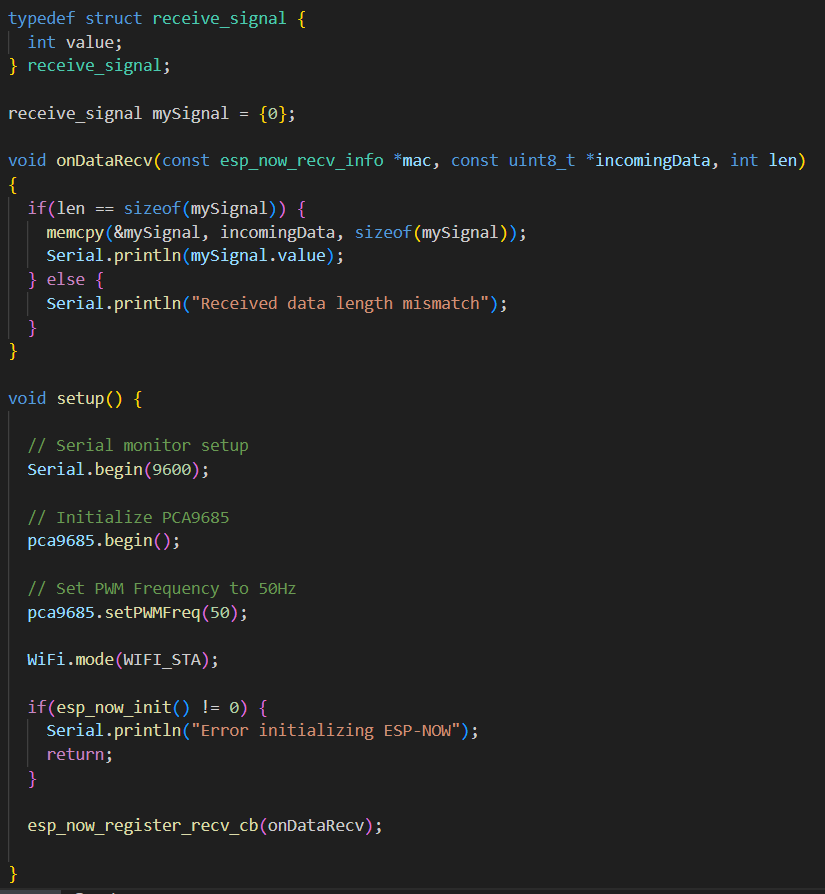 typedef struct receive_signal {
  int value;
} receive_signal;

receive_signal mySignal = {0};

void onDataRecv(const esp_now_recv_info *mac, const uint8_t *incomingData, int len)
{
  if(len == sizeof(mySignal)) {
    memcpy(&mySignal, incomingData, sizeof(mySignal));
    Serial.println(mySignal.value);
  } else {
    Serial.println("Received data length mismatch");
  }
}

void setup() {

  // Serial monitor setup
  Serial.begin(9600);

  // Initialize PCA9685
  pca9685.begin();

  // Set PWM Frequency to 50Hz
  pca9685.setPWMFreq(50);

  WiFi.mode(WIFI_STA);

  if(esp_now_init() != 0) {
    Serial.println("Error initializing ESP-NOW");
    return;
  }

  esp_now_register_recv_cb(onDataRecv);

}